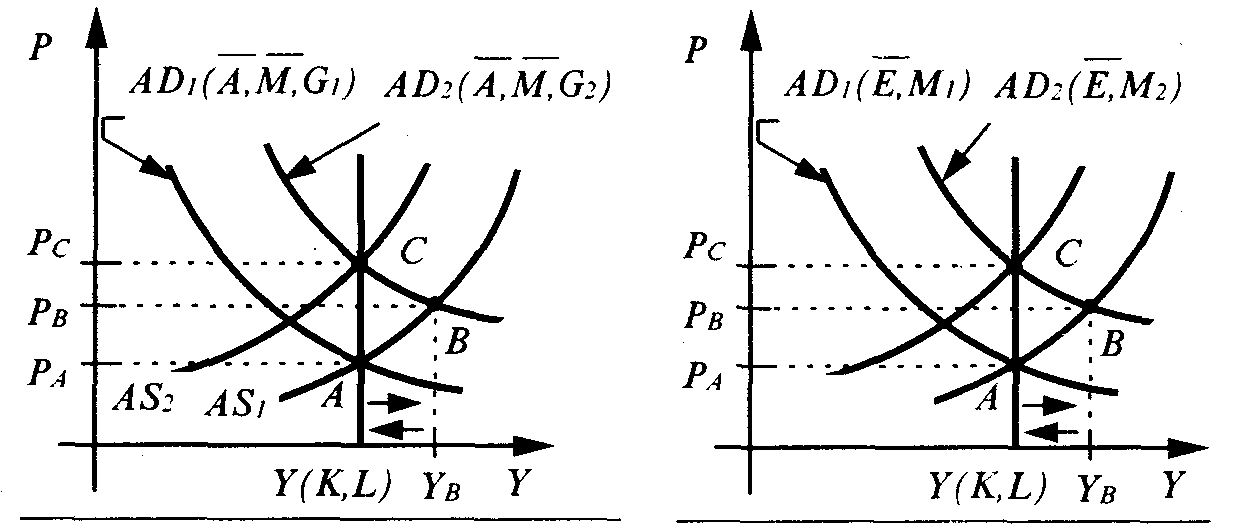 P
AD1(A̅,M̅,G1) AD2(A̅,M̅,G2)
PC
C
PB
B
PA
AS2 AS1 A
Y(K,L) YB Y
P
AD1(E̅,M1) AD2(E̅,M2)
PC
C
PB
B
PA
A
Y(K,L) YB Y